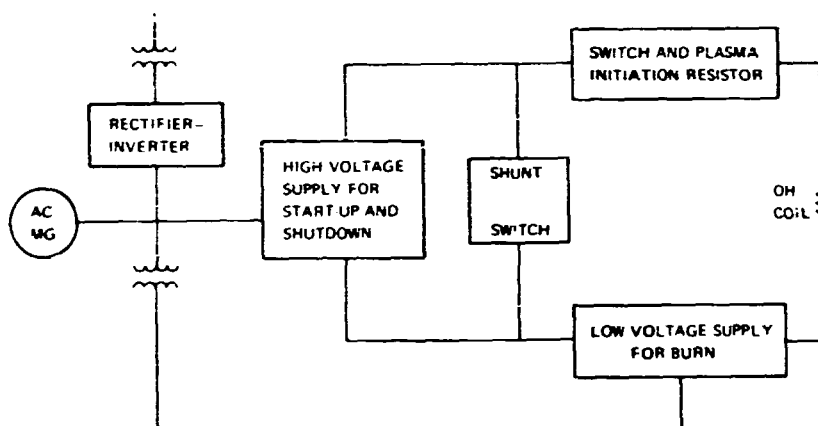 SWITCH AND PLASMA
INITIATION RESISTOR
RECTIFIER-
INVERTER
HIGH VOLTAGE
SUPPLY FOR
START-UP AND
SHUTDOWN
SHUNT
SWITCH
AC
MG
OH
COIL
LOW VOLTAGE SUPPLY
FOR BURN